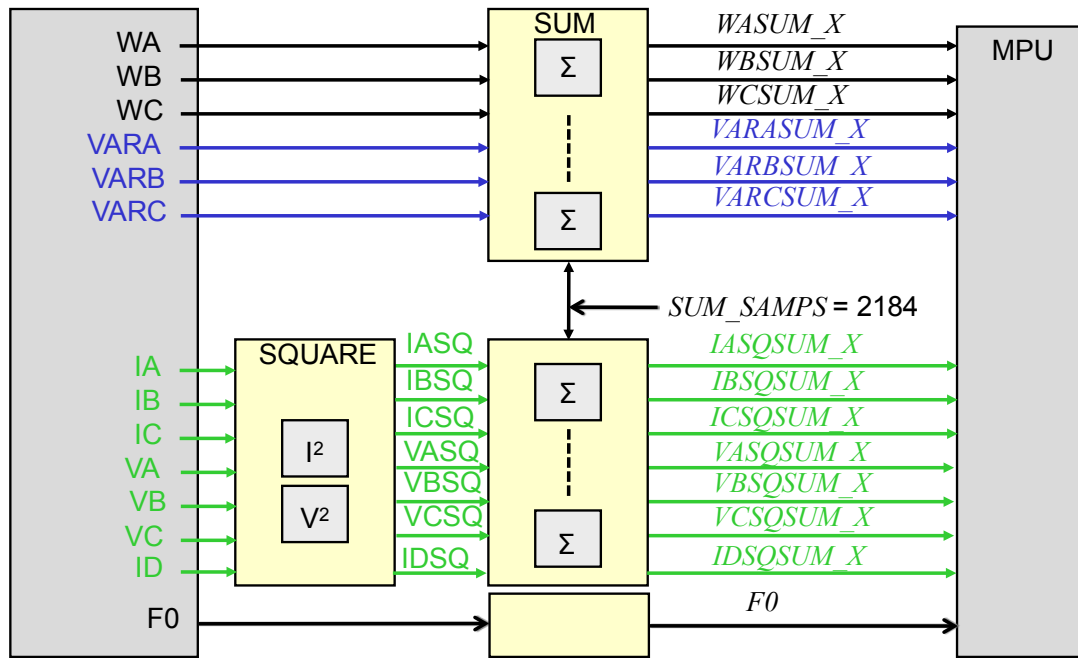 SUM
WA
WASUM_X
MPU
Σ
WB
WBSUM_X
WC
WCSUM_X
VARA
VARASUM_X
VARB
VARBSUM_X
VARC
VARCSUM_X
Σ
SUM_SAMPS = 2184
SQUARE
IA
IASQ
IASQSUM_X
IB
IBSQ
IBSQSUM_X
Σ
IC
ICSQ
ICSQSUM_X
I²
VA
VASQ
VASQSUM_X
VB
VBSQ
VBSQSUM_X
V²
VC
VCSQ
VCSQSUM_X
Σ
ID
IDSQ
IDSQSUM_X
F0
F0